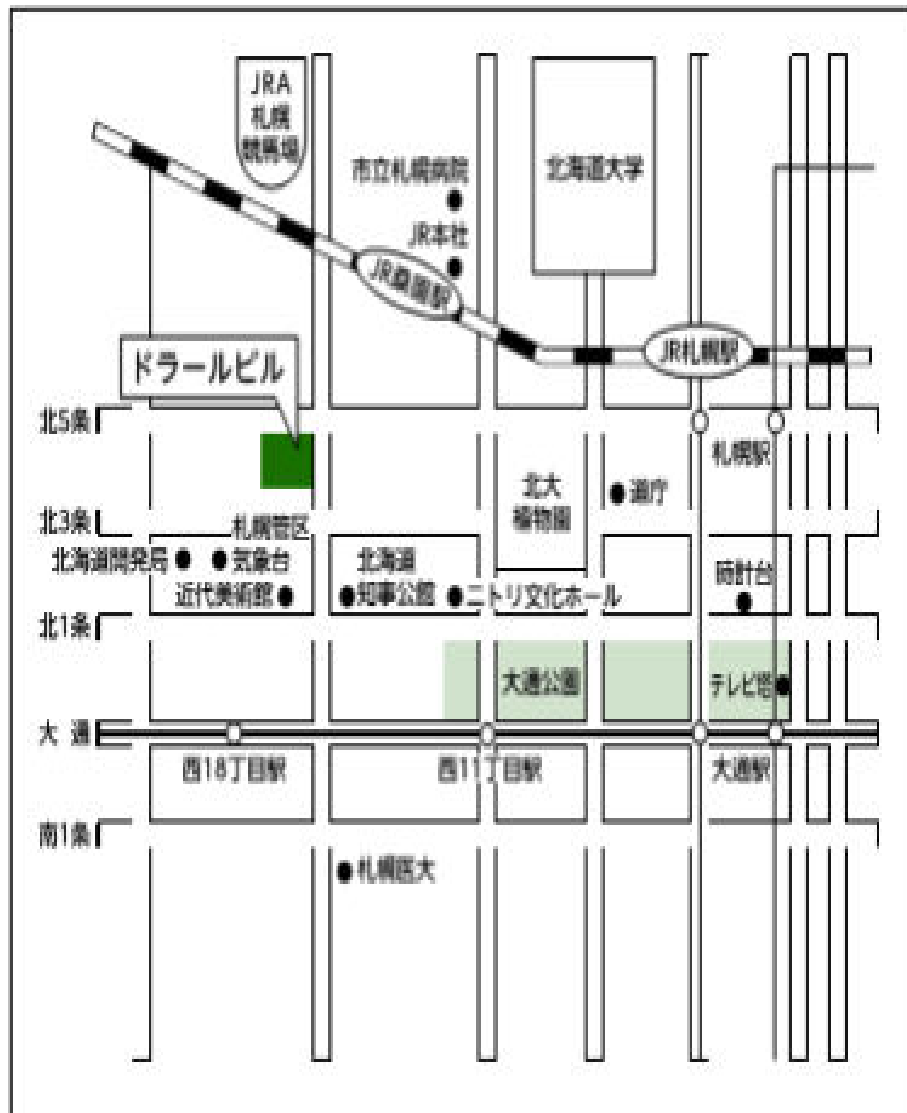 JRA
札幌
競馬場
市立札幌病院
北海道大学
JR本社
JR桑園駅
JR札幌駅
ドラールビル
北5条
札幌駅
北大
植物園
道庁
北3条
札幌管区
気象台
北海道開発局
北海道
知事公館
近代美術館
ニトリ文化ホール
時計台
北1条
大通公園
テレビ塔
大通
西18丁目駅
西11丁目駅
大通駅
南1条
札幌医大